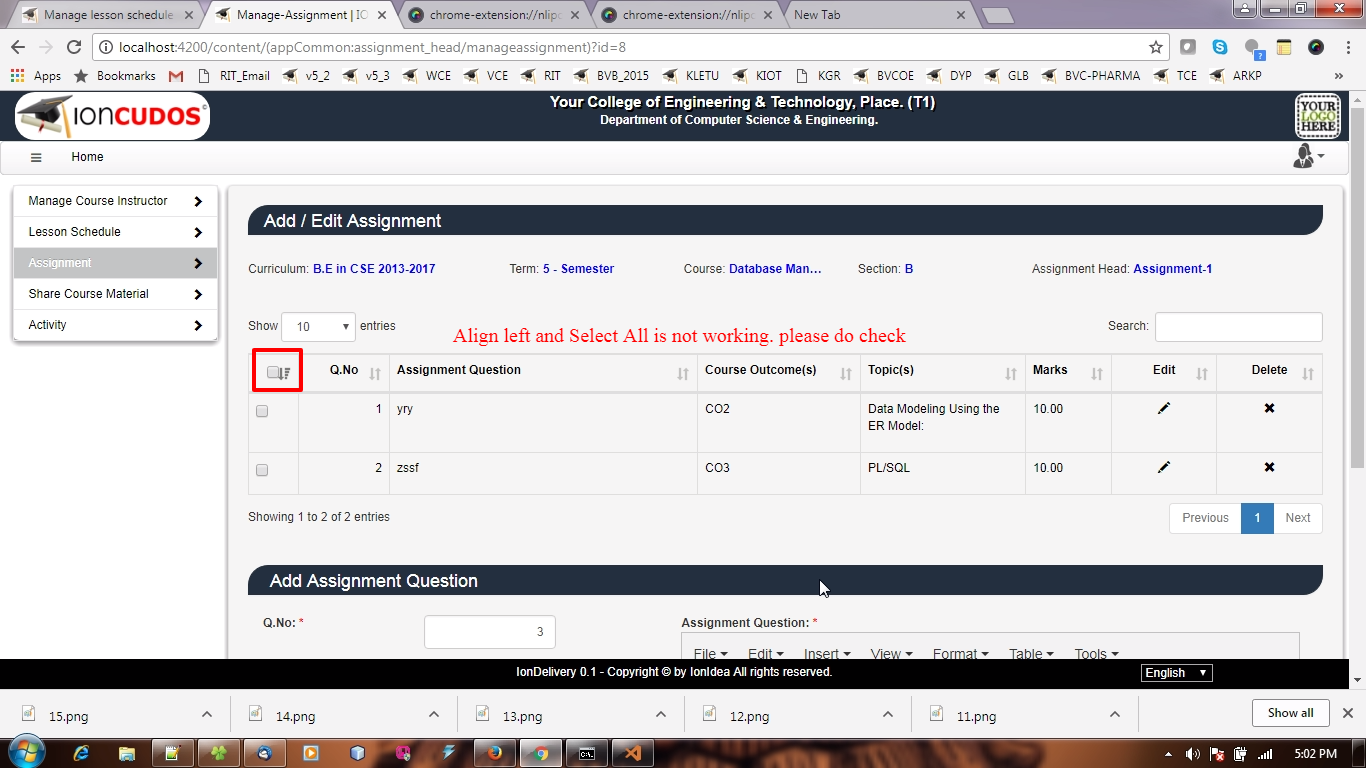 Manage lesson schedule
Manage-Assignment | IO
chrome-extension://nlipc
chrome-extension://nlipc
New Tab
localhost:4200/content/(appCommon:assignment_head/manageassignment)?id=8
Apps Bookmarks RIT_Email v5_2 v5_3 WCE VCE RIT BVB_2015 KLETU KIOT KGR BVCOE DYP GLB BVC-PHARMA TCE ARKP »
IONCUDOS
Your College of Engineering & Technology, Place. (T1)
Department of Computer Science & Engineering.
YOUR
LOGO
HERE
Home
Manage Course Instructor
Lesson Schedule
Assignment
Share Course Material
Activity
Add / Edit Assignment
Curriculum: B.E in CSE 2013-2017 Term: 5 - Semester Course: Database Man... Section: B Assignment Head: Assignment-1
Show 10 entries
Align left and Select All is not working. please do check
Search:
Q.No Assignment Question Course Outcome(s) Topic(s) Marks Edit Delete
1 yry CO2 Data Modeling Using the 10.00
ER Model:
2 zssf CO3 PL/SQL 10.00
Showing 1 to 2 of 2 entries
Previous 1 Next
Add Assignment Question
Q.No: * 3
Assignment Question: *
File Edit Insert View Format Table Tools
IonDelivery 0.1 - Copyright © by IonIdea All rights reserved.
English
15.png 14.png 13.png 12.png 11.png Show all
5:02 PM